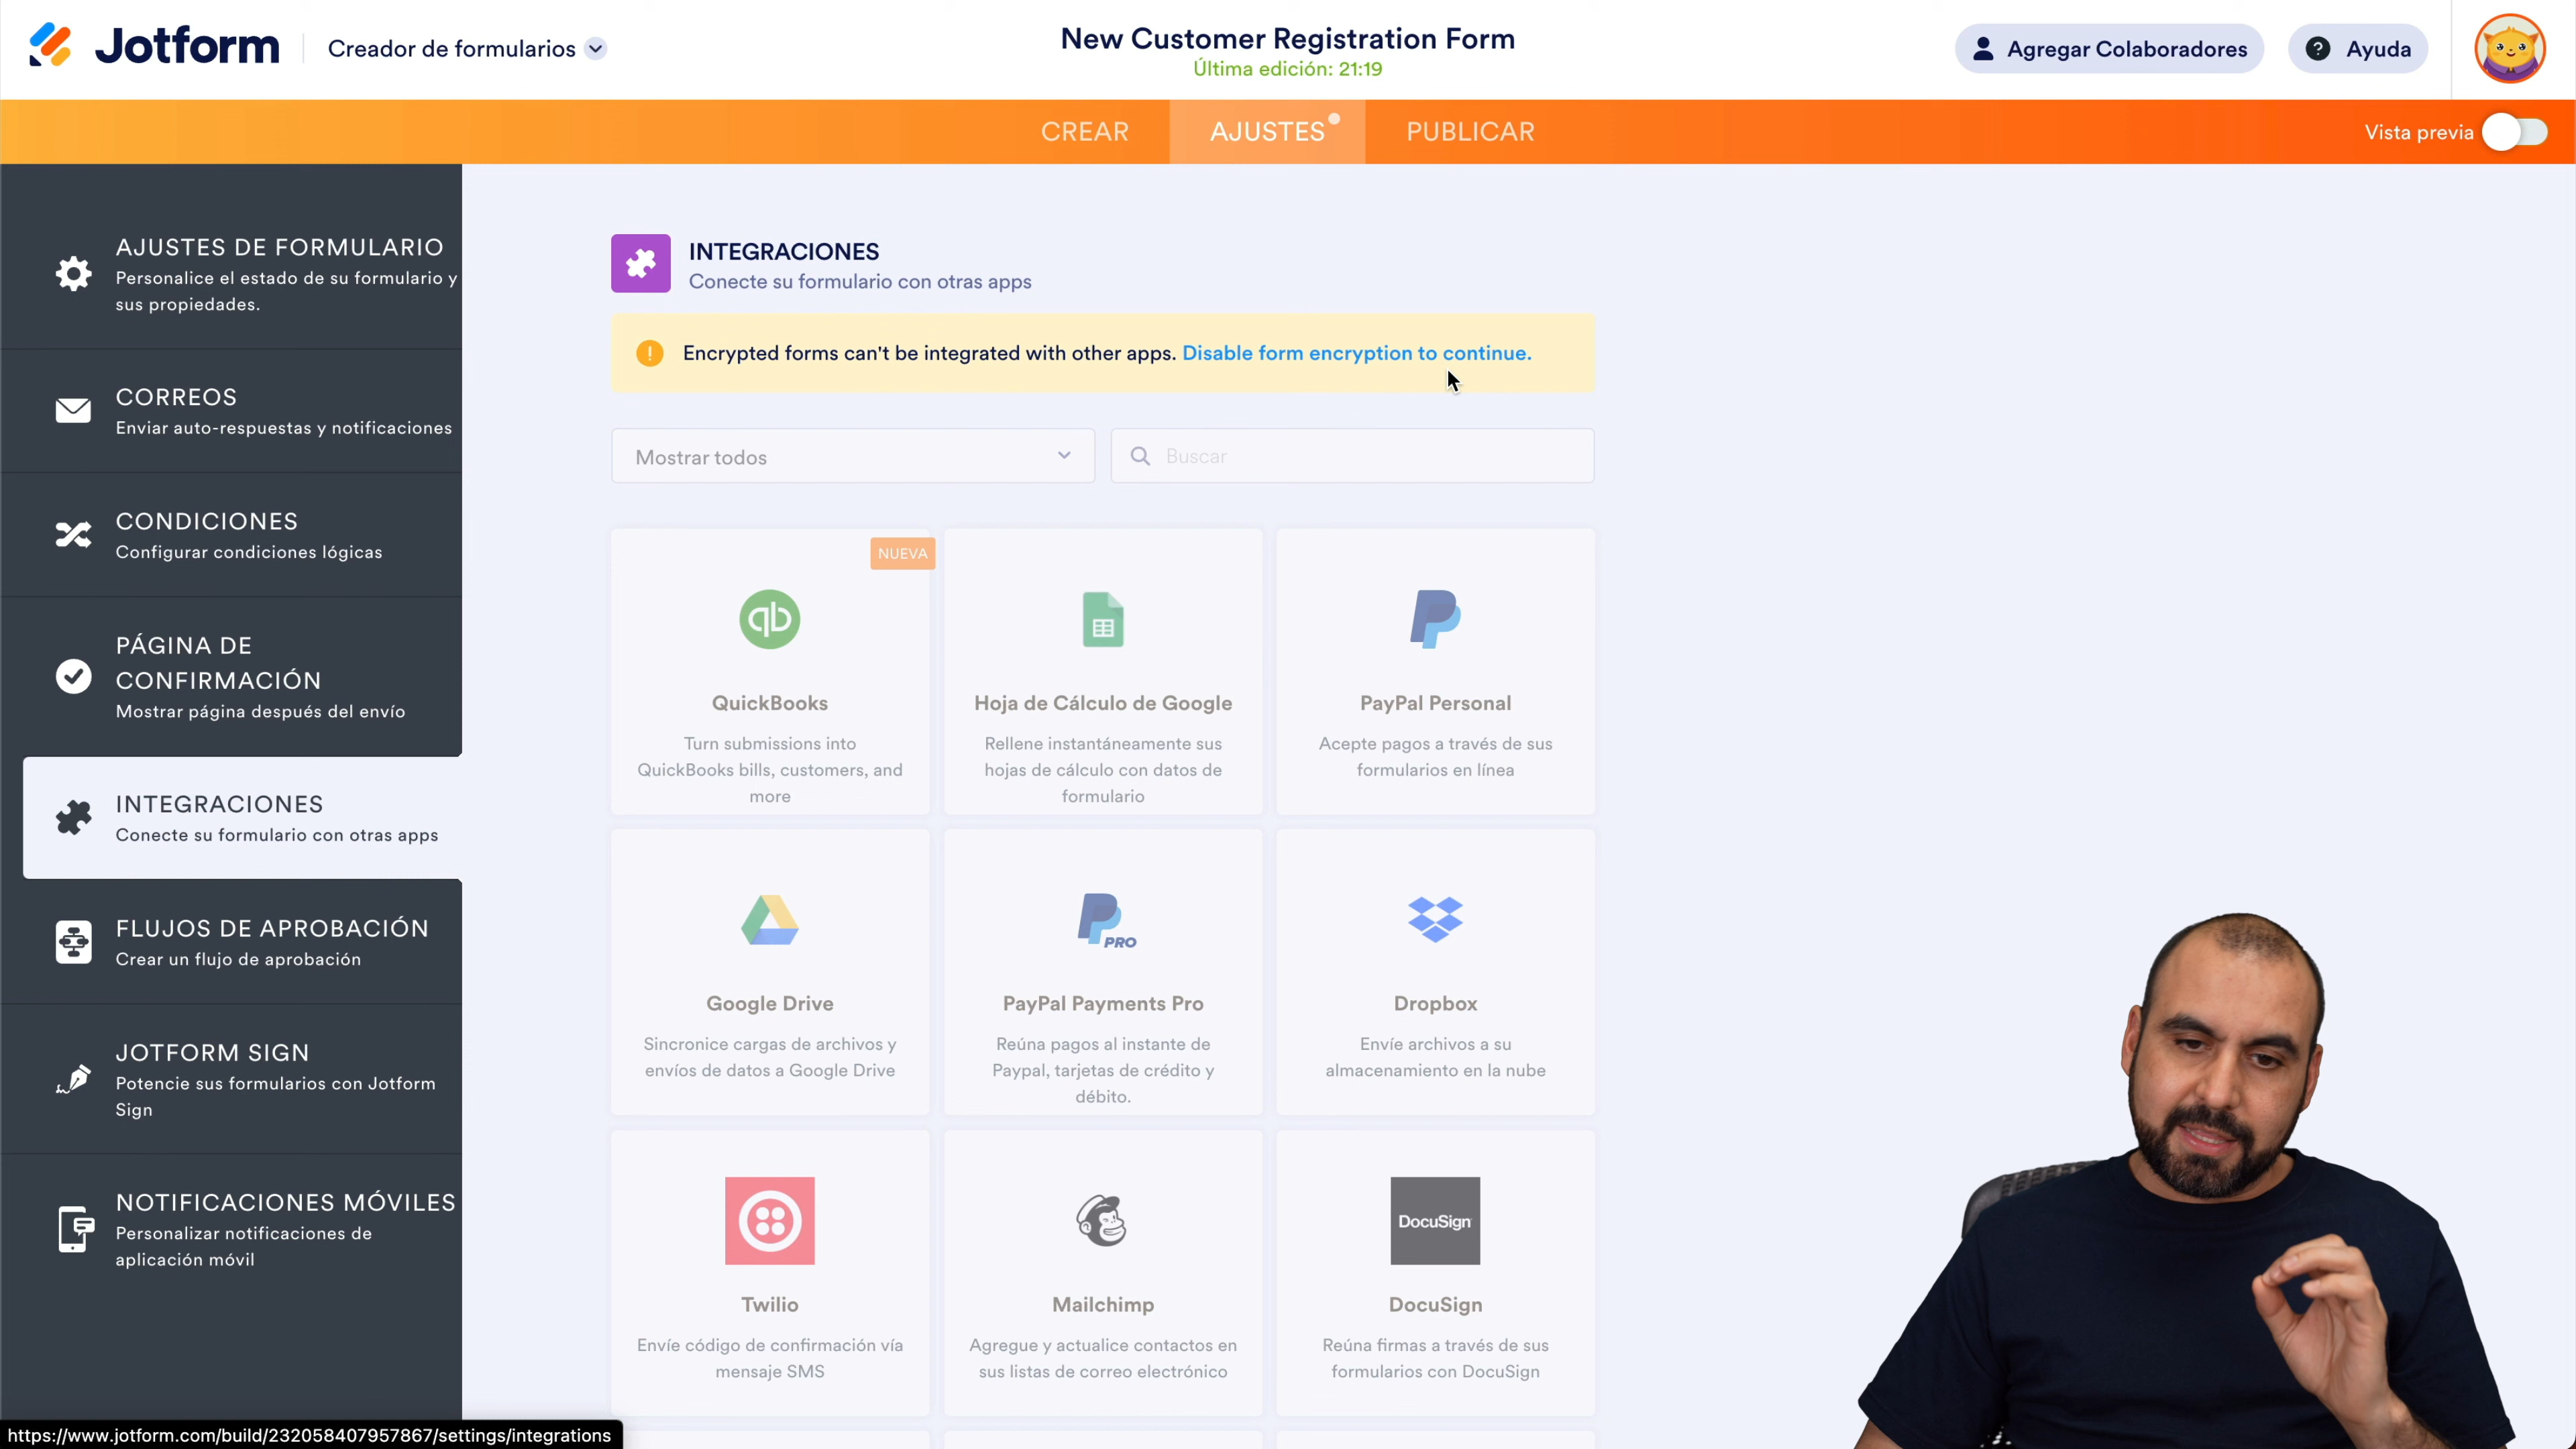 Jotform
Creador de formularios
New Customer Registration Form
Última edición: 21:19
Agregar Colaboradores
Ayuda
CREAR
AJUSTES
PUBLICAR
Vista previa
AJUSTES DE FORMULARIO
Personalice el estado de su formulario y
sus propiedades.
CORREOS
Enviar auto-respuestas y notificaciones
CONDICIONES
Configurar condiciones lógicas
PÁGINA DE
CONFIRMACIÓN
Mostrar página después del envío
INTEGRACIONES
Conecte su formulario con otras apps
FLUJOS DE APROBACIÓN
Crear un flujo de aprobación
JOTFORM SIGN
Potencie sus formularios con Jotform
Sign
NOTIFICACIONES MÓVILES
Personalizar notificaciones de
aplicación móvil
INTEGRACIONES
Conecte su formulario con otras apps
Encrypted forms can't be integrated with other apps. Disable form encryption to continue.
Mostrar todos
Buscar
NUEVA
qb
QuickBooks
Turn submissions into
QuickBooks bills, customers, and
more
Hoja de Cálculo de Google
Rellene instantáneamente sus
hojas de cálculo con datos de
formulario
PayPal Personal
Acepte pagos a través de sus
formularios en línea
Google Drive
Sincronice cargas de archivos y
envíos de datos a Google Drive
PRO
PayPal Payments Pro
Reúna pagos al instante de
Paypal, tarjetas de crédito y
débito.
Dropbox
Envíe archivos a su
almacenamiento en la nube
Twilio
Envíe código de confirmación vía
mensaje SMS
Mailchimp
Agregue y actualice contactos en
sus listas de correo electrónico
DocuSign
DocuSign
Reúna firmas a través de sus
formularios con DocuSign
https://www.jotform.com/build/232058407957867/settings/integrations